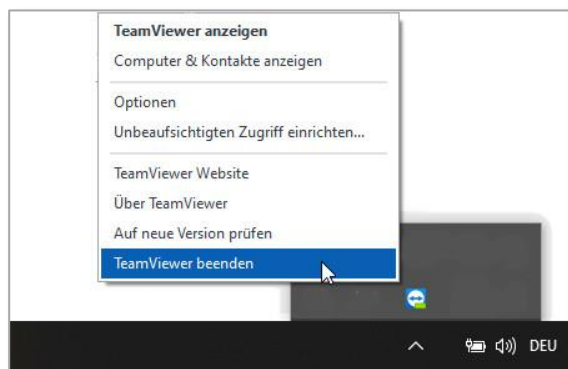 TeamViewer anzeigen
Computer & Kontakte anzeigen
Optionen
Unbeaufsichtigten Zugriff einrichten...
TeamViewer Website
Über TeamViewer
Auf neue Version prüfen
TeamViewer beenden
DEU